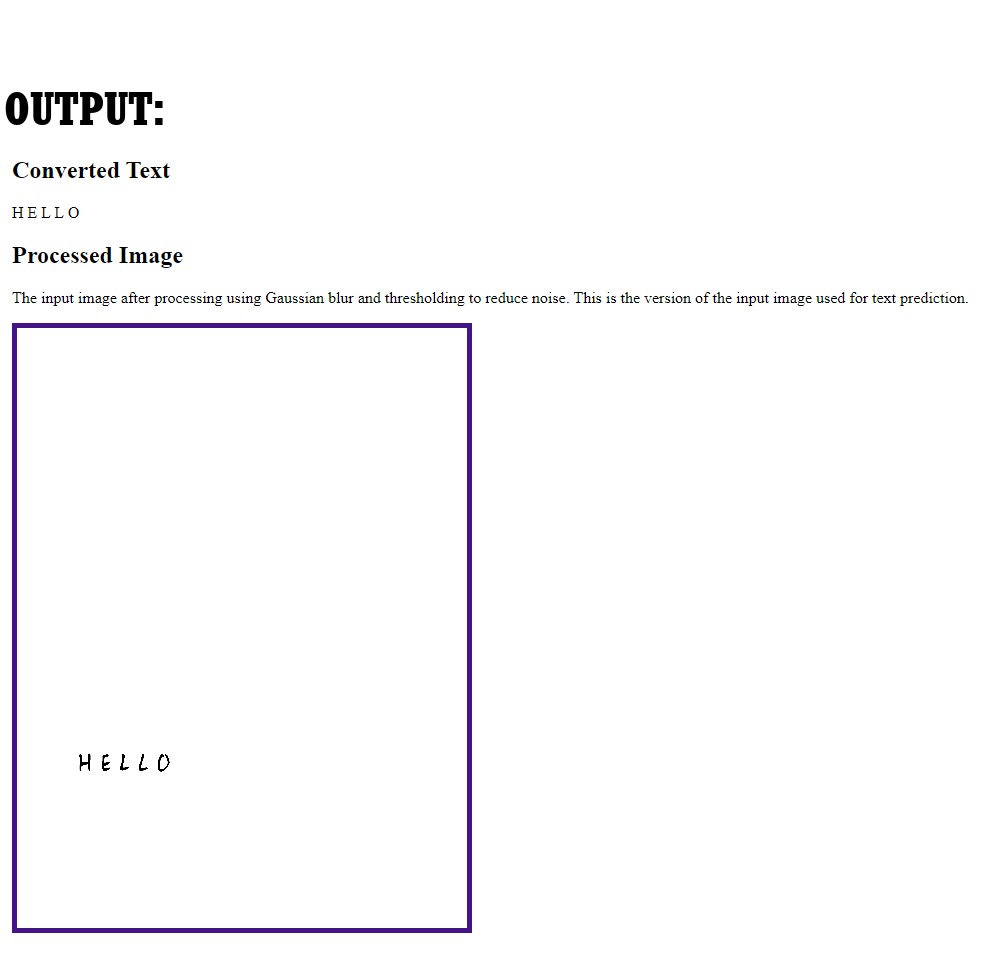 OUTPUT:
Converted Text
H E L L O
Processed Image
The input image after processing using Gaussian blur and thresholding to reduce noise. This is the version of the input image used for text prediction.
H E L L O